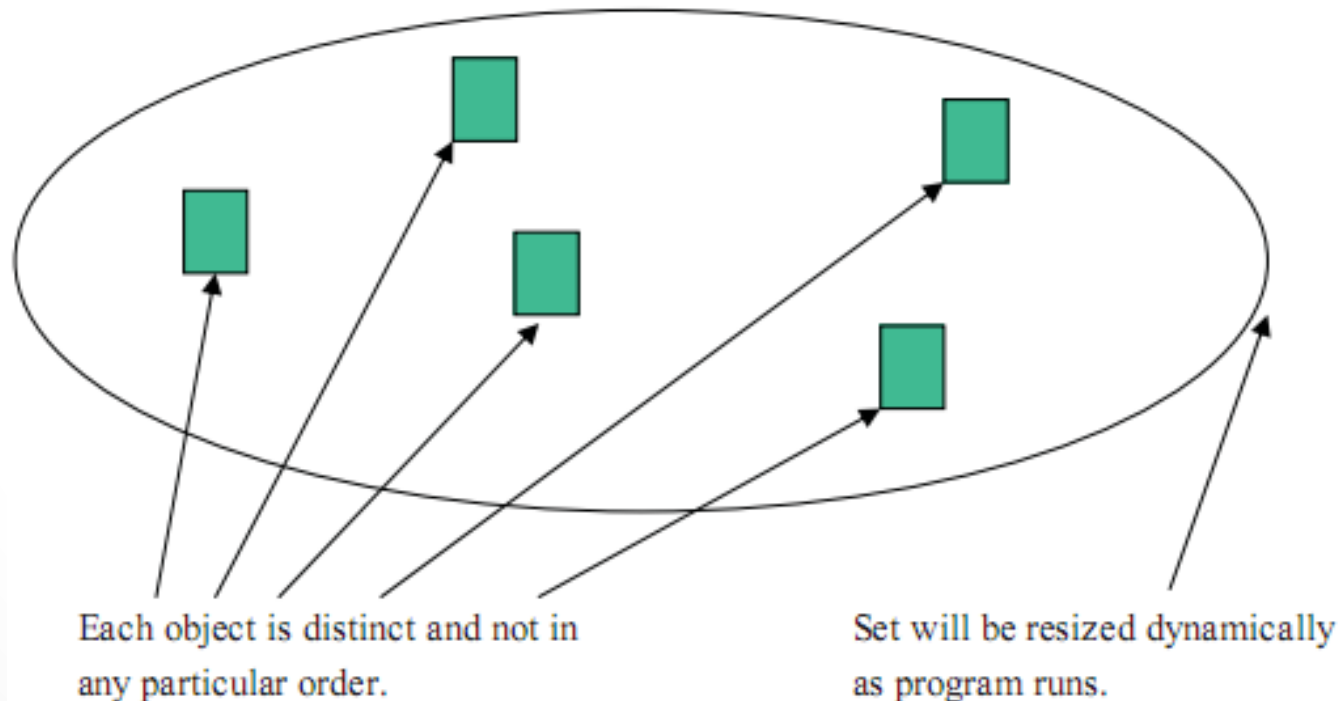 Each object is distinct and not in
any particular order.
Set will be resized dynamically
as program runs.